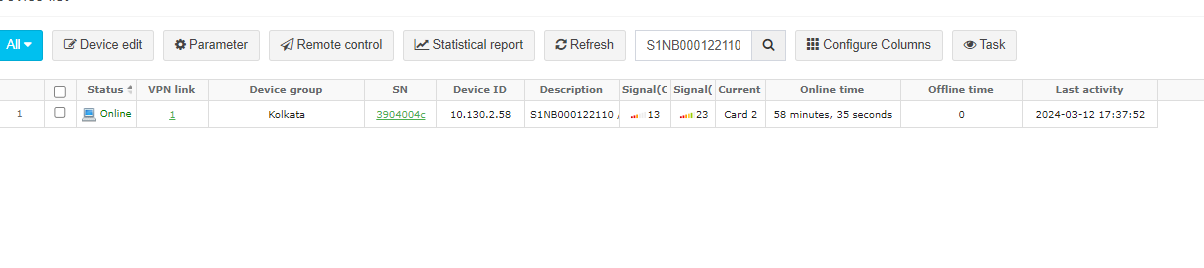 All
Device edit
Parameter
Remote control
Statistical report
Refresh
S1NB000122110
Configure Columns
Task
Status VPN link Device group SN Device ID Description Signal(C Signal( Current Online time Offline time Last activity
1 Online 1 Kolkata 3904004c 10.130.2.58 S1NB000122110 / 13 23 Card 2 58 minutes, 35 seconds 0 2024-03-12 17:37:52